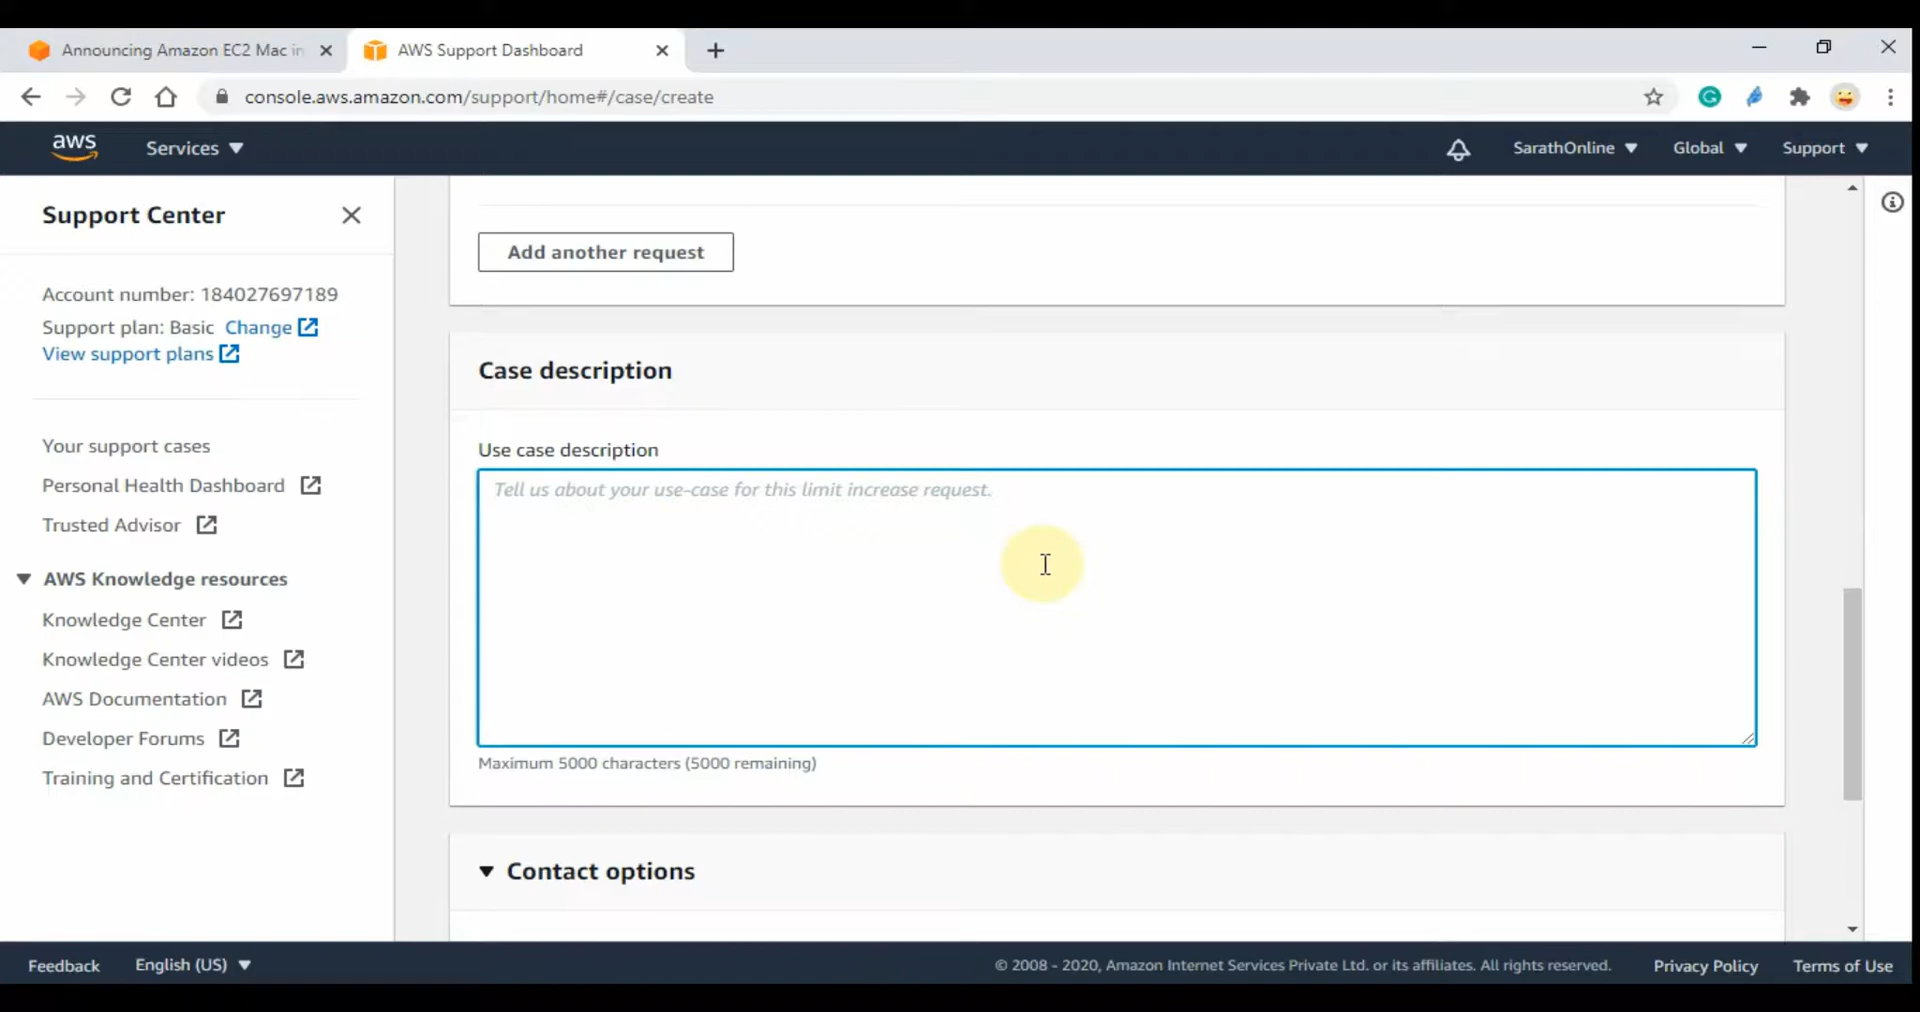 Announcing Amazon EC2 Mac in
AWS Support Dashboard
console.aws.amazon.com/support/home#/case/create
aws
Services
SarathOnline
Global
Support
Support Center
Account number: 184027697189
Support plan: Basic Change
View support plans
Your support cases
Personal Health Dashboard
Trusted Advisor
AWS Knowledge resources
Knowledge Center
Knowledge Center videos
AWS Documentation
Developer Forums
Training and Certification
Add another request
Case description
Use case description
Tell us about your use-case for this limit increase request.
Maximum 5000 characters (5000 remaining)
Contact options
Feedback
English (US)
© 2008 - 2020, Amazon Internet Services Private Ltd. or its affiliates. All rights reserved.
Privacy Policy
Terms of Use